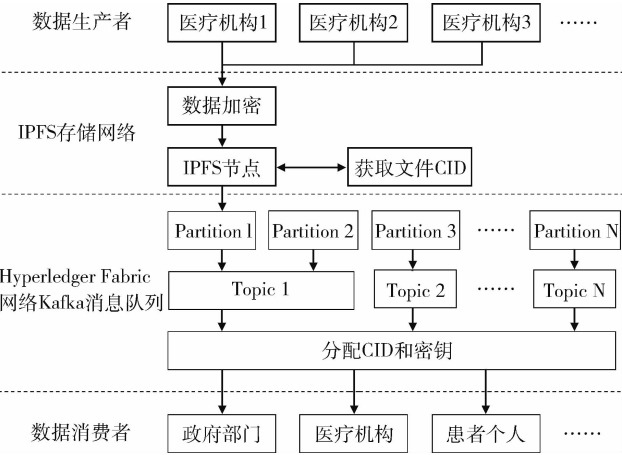 数据生产者
医疗机构1
医疗机构2
医疗机构3
……
IPFS存储网络
数据加密
IPFS节点
获取文件CID
Hyperledger Fabric
网络Kafka消息队列
Partition 1
Partition 2
Partition 3
……
Partition N
Topic 1
Topic 2
……
Topic N
分配CID和密钥
数据消费者
政府部门
医疗机构
患者个人
……